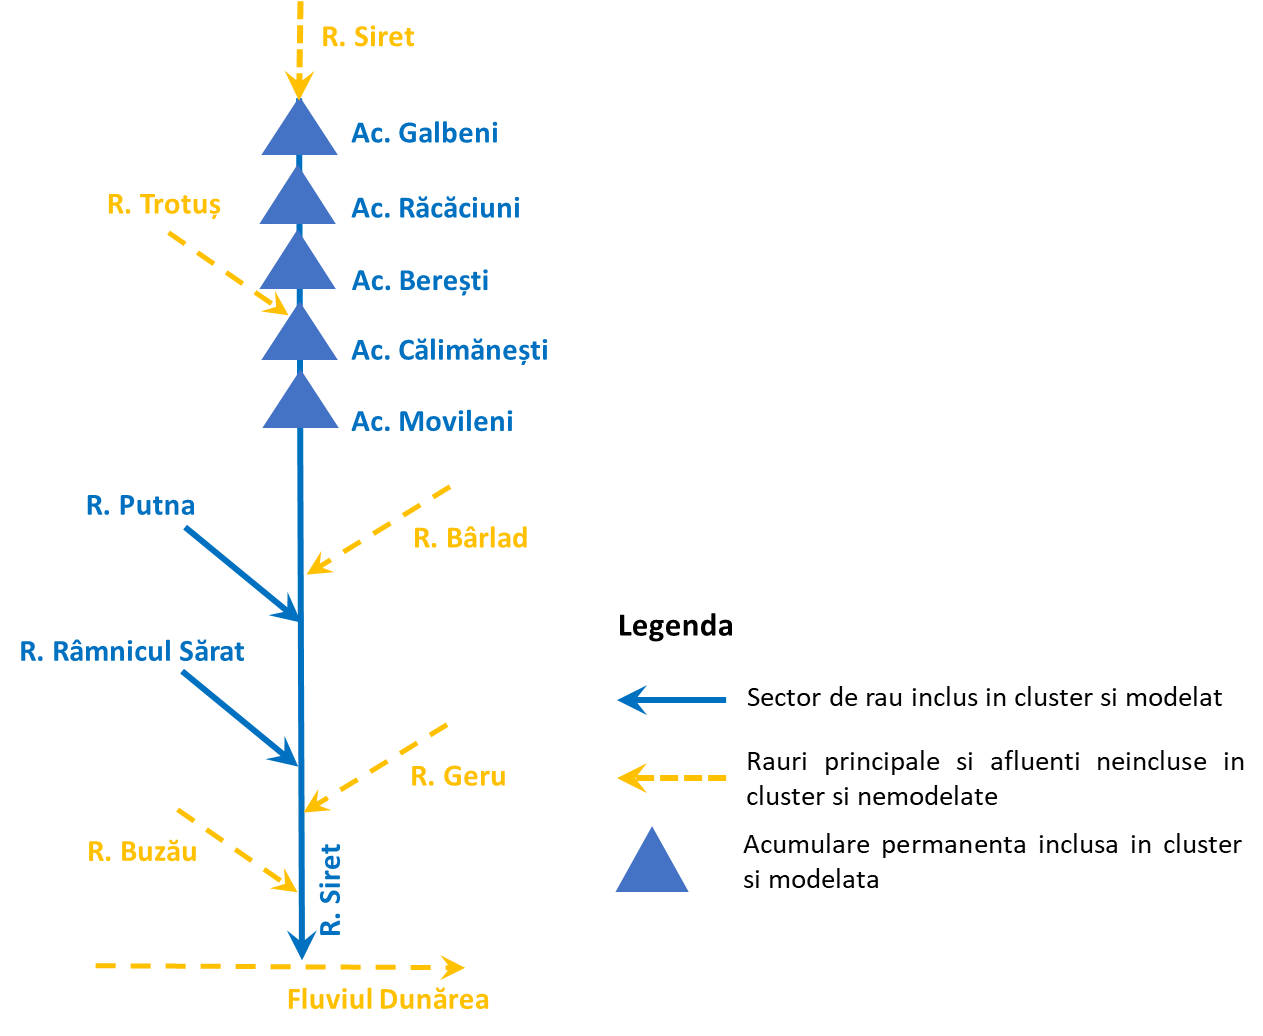 R. Siret
Ac. Galbeni
R. Trotuș
Ac. Răcăciuni
Ac. Berești
Ac. Călimănești
Ac. Movileni
R. Putna
R. Bârlad
R. Râmnicul Sărat
R. Geru
R. Buzău
R. Siret
Fluviul Dunărea
Legenda
Sector de rau inclus in cluster si modelat
Rauri principale si afluenti neincluse in
cluster si nemodelate
Acumulare permanenta inclusa in cluster
si modelata